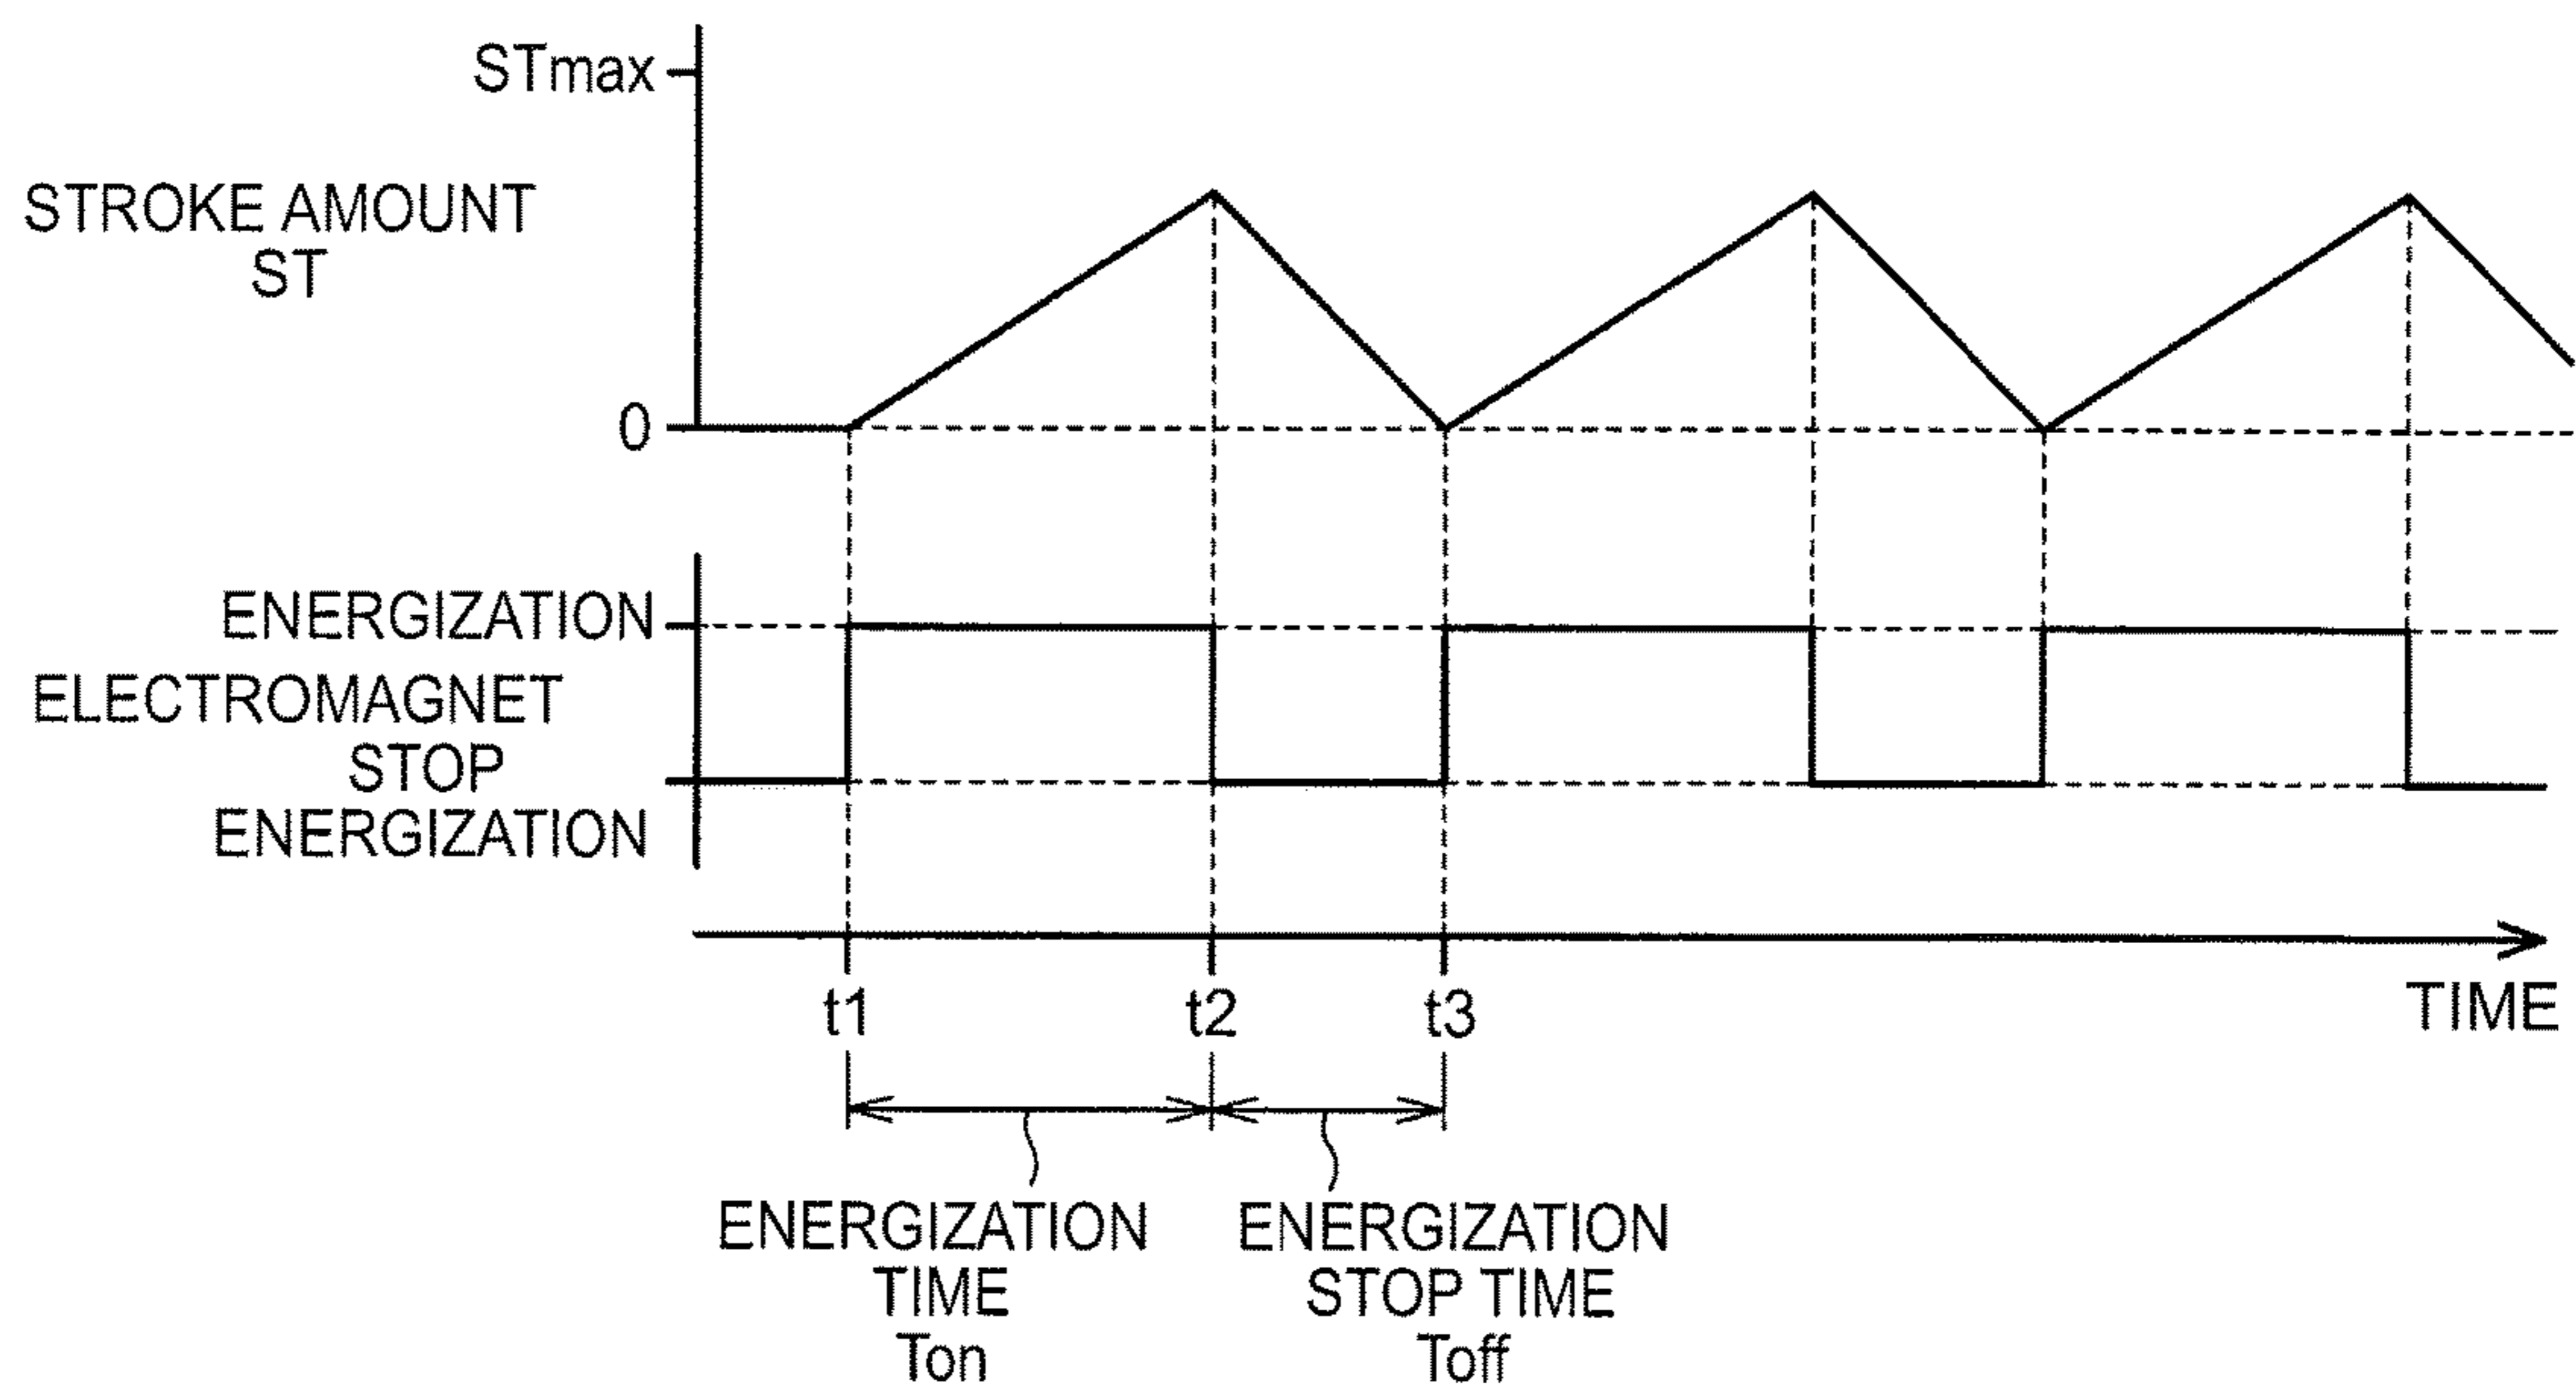 STmax
STROKE AMOUNT
ST
0
ENERGIZATION
ELECTROMAGNET
STOP
ENERGIZATION
t1 t2 t3
TIME
ENERGIZATION
TIME
Ton
ENERGIZATION
STOP TIME
Toff